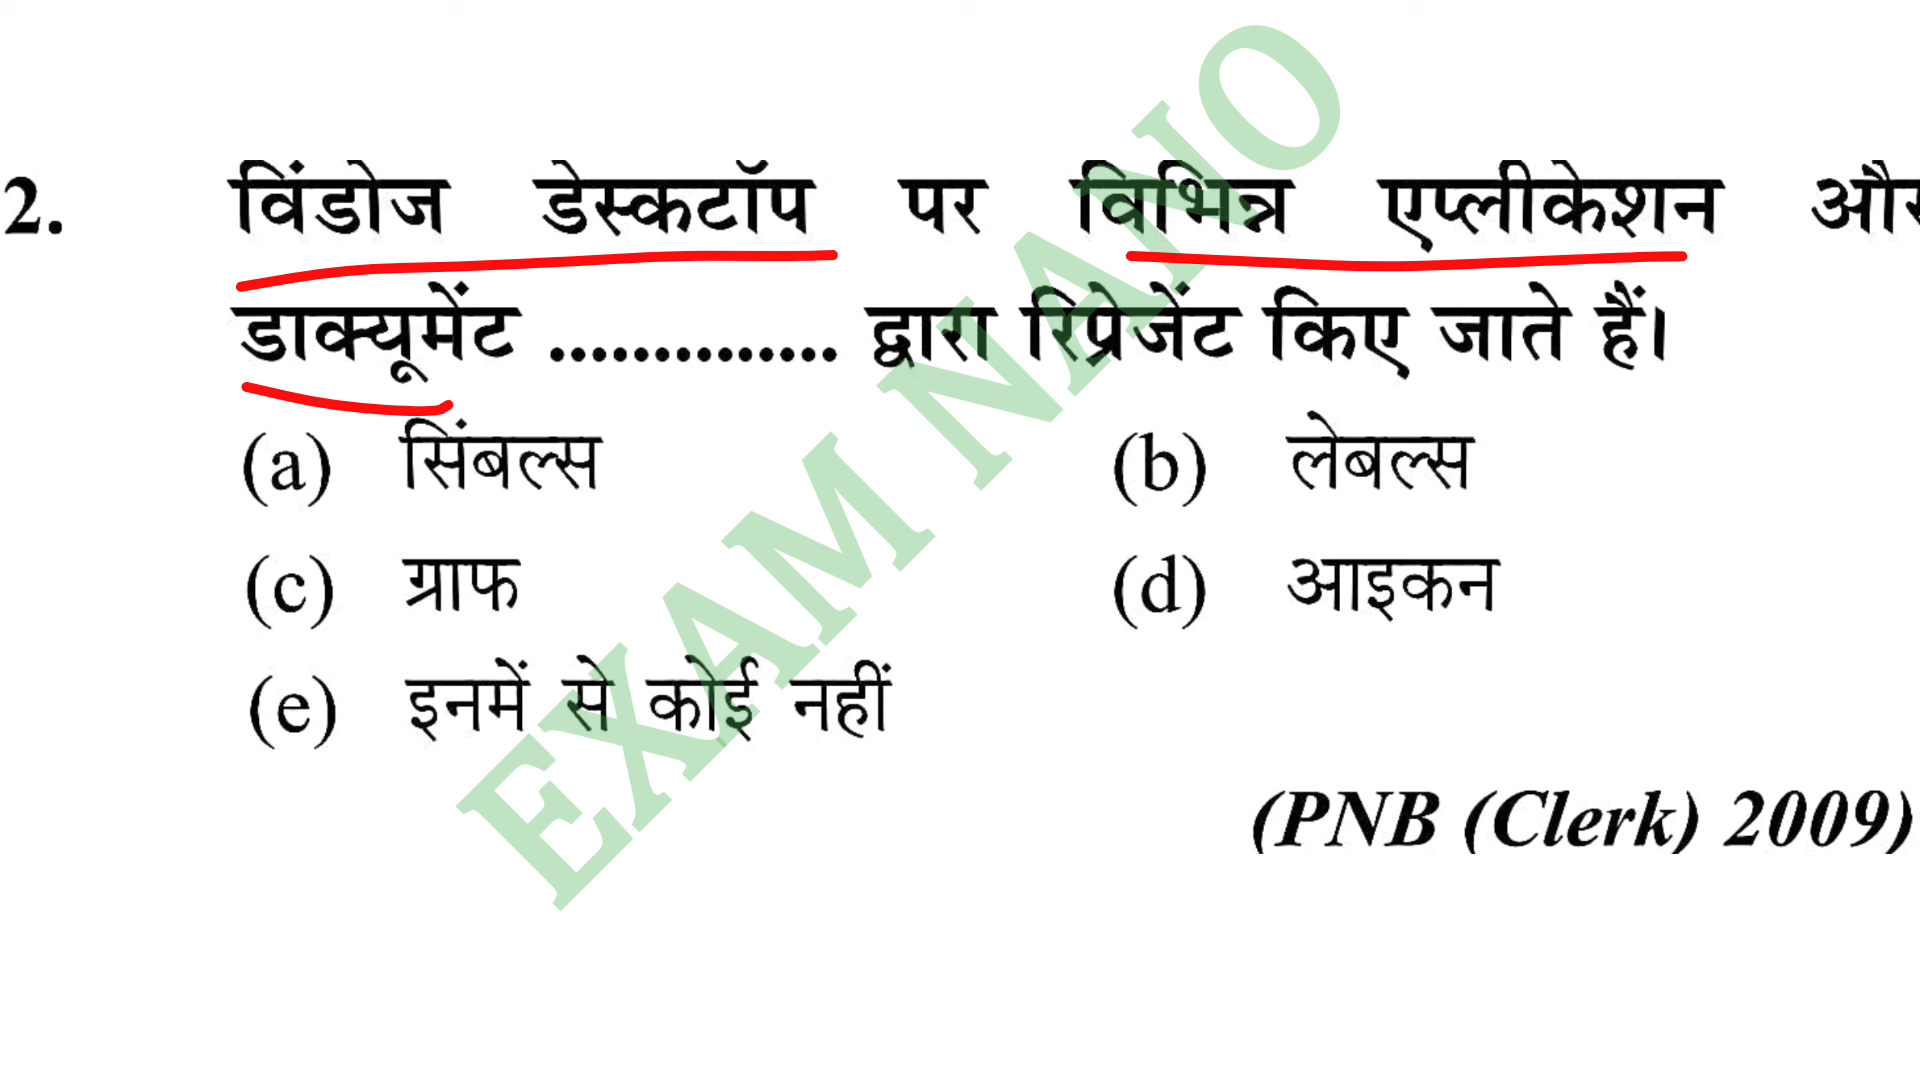 2. विंडोज डेस्कटॉप पर विभिन्न एप्लीकेशन और
डाक्यूमेंट .............. द्वारा रिप्रेजेंट किए जाते हैं।
(a) सिंबल्स (b) लेबल्स
(c) ग्राफ (d) आइकन
(e) इनमें से कोई नहीं
(PNB (Clerk) 2009)
EXAM NANO